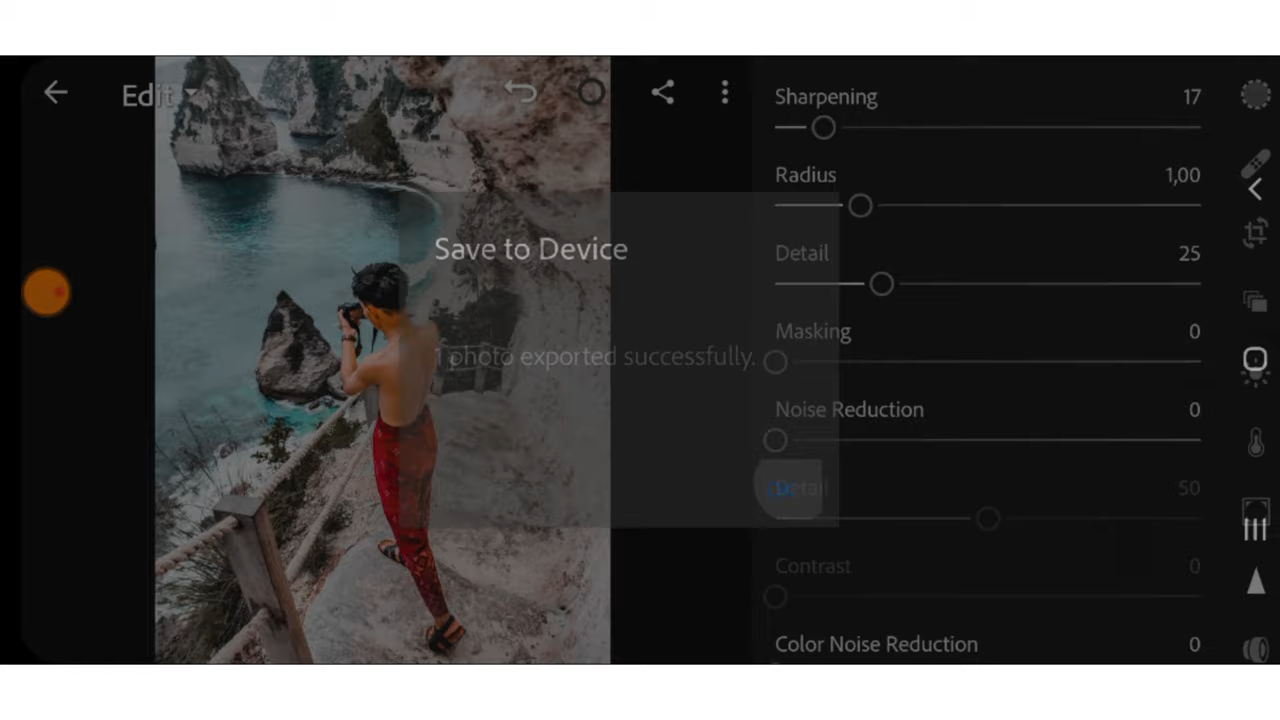 Edit
Sharpening 17
Radius 1,00
Save to Device
Detail 25
Masking 0
1 photo exported successfully.
Noise Reduction 0
Detail 50
Contrast 0
Color Noise Reduction 0